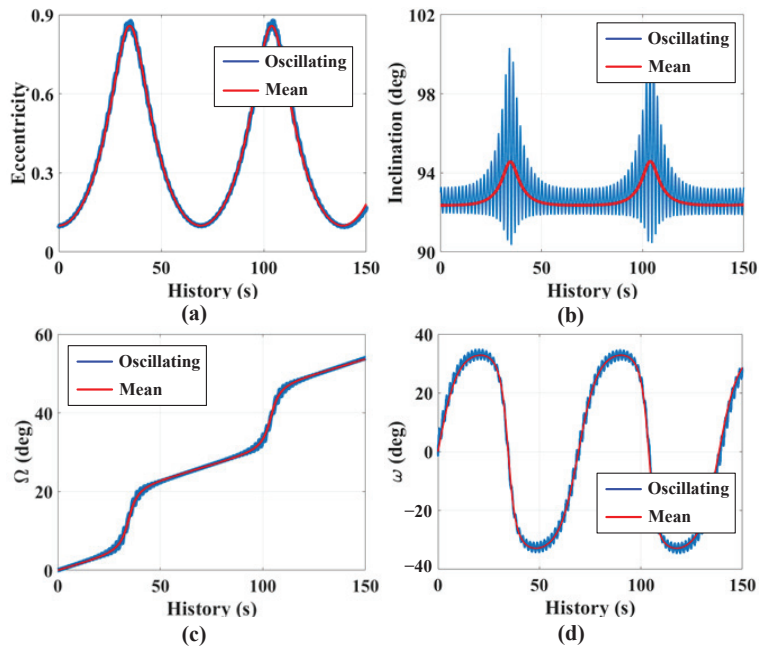 0.9
0.6
0.3
0
Eccentricity
Oscillating
Mean
0 50 100 150
History (s)
(a)
102
98
94
90
Inclination (deg)
Oscillating
Mean
0 50 100 150
History (s)
(b)
60
40
20
0
Ω (deg)
Oscillating
Mean
0 50 100 150
History (s)
(c)
40
20
0
−20
−40
ω (deg)
Oscillating
Mean
0 50 100 150
History (s)
(d)